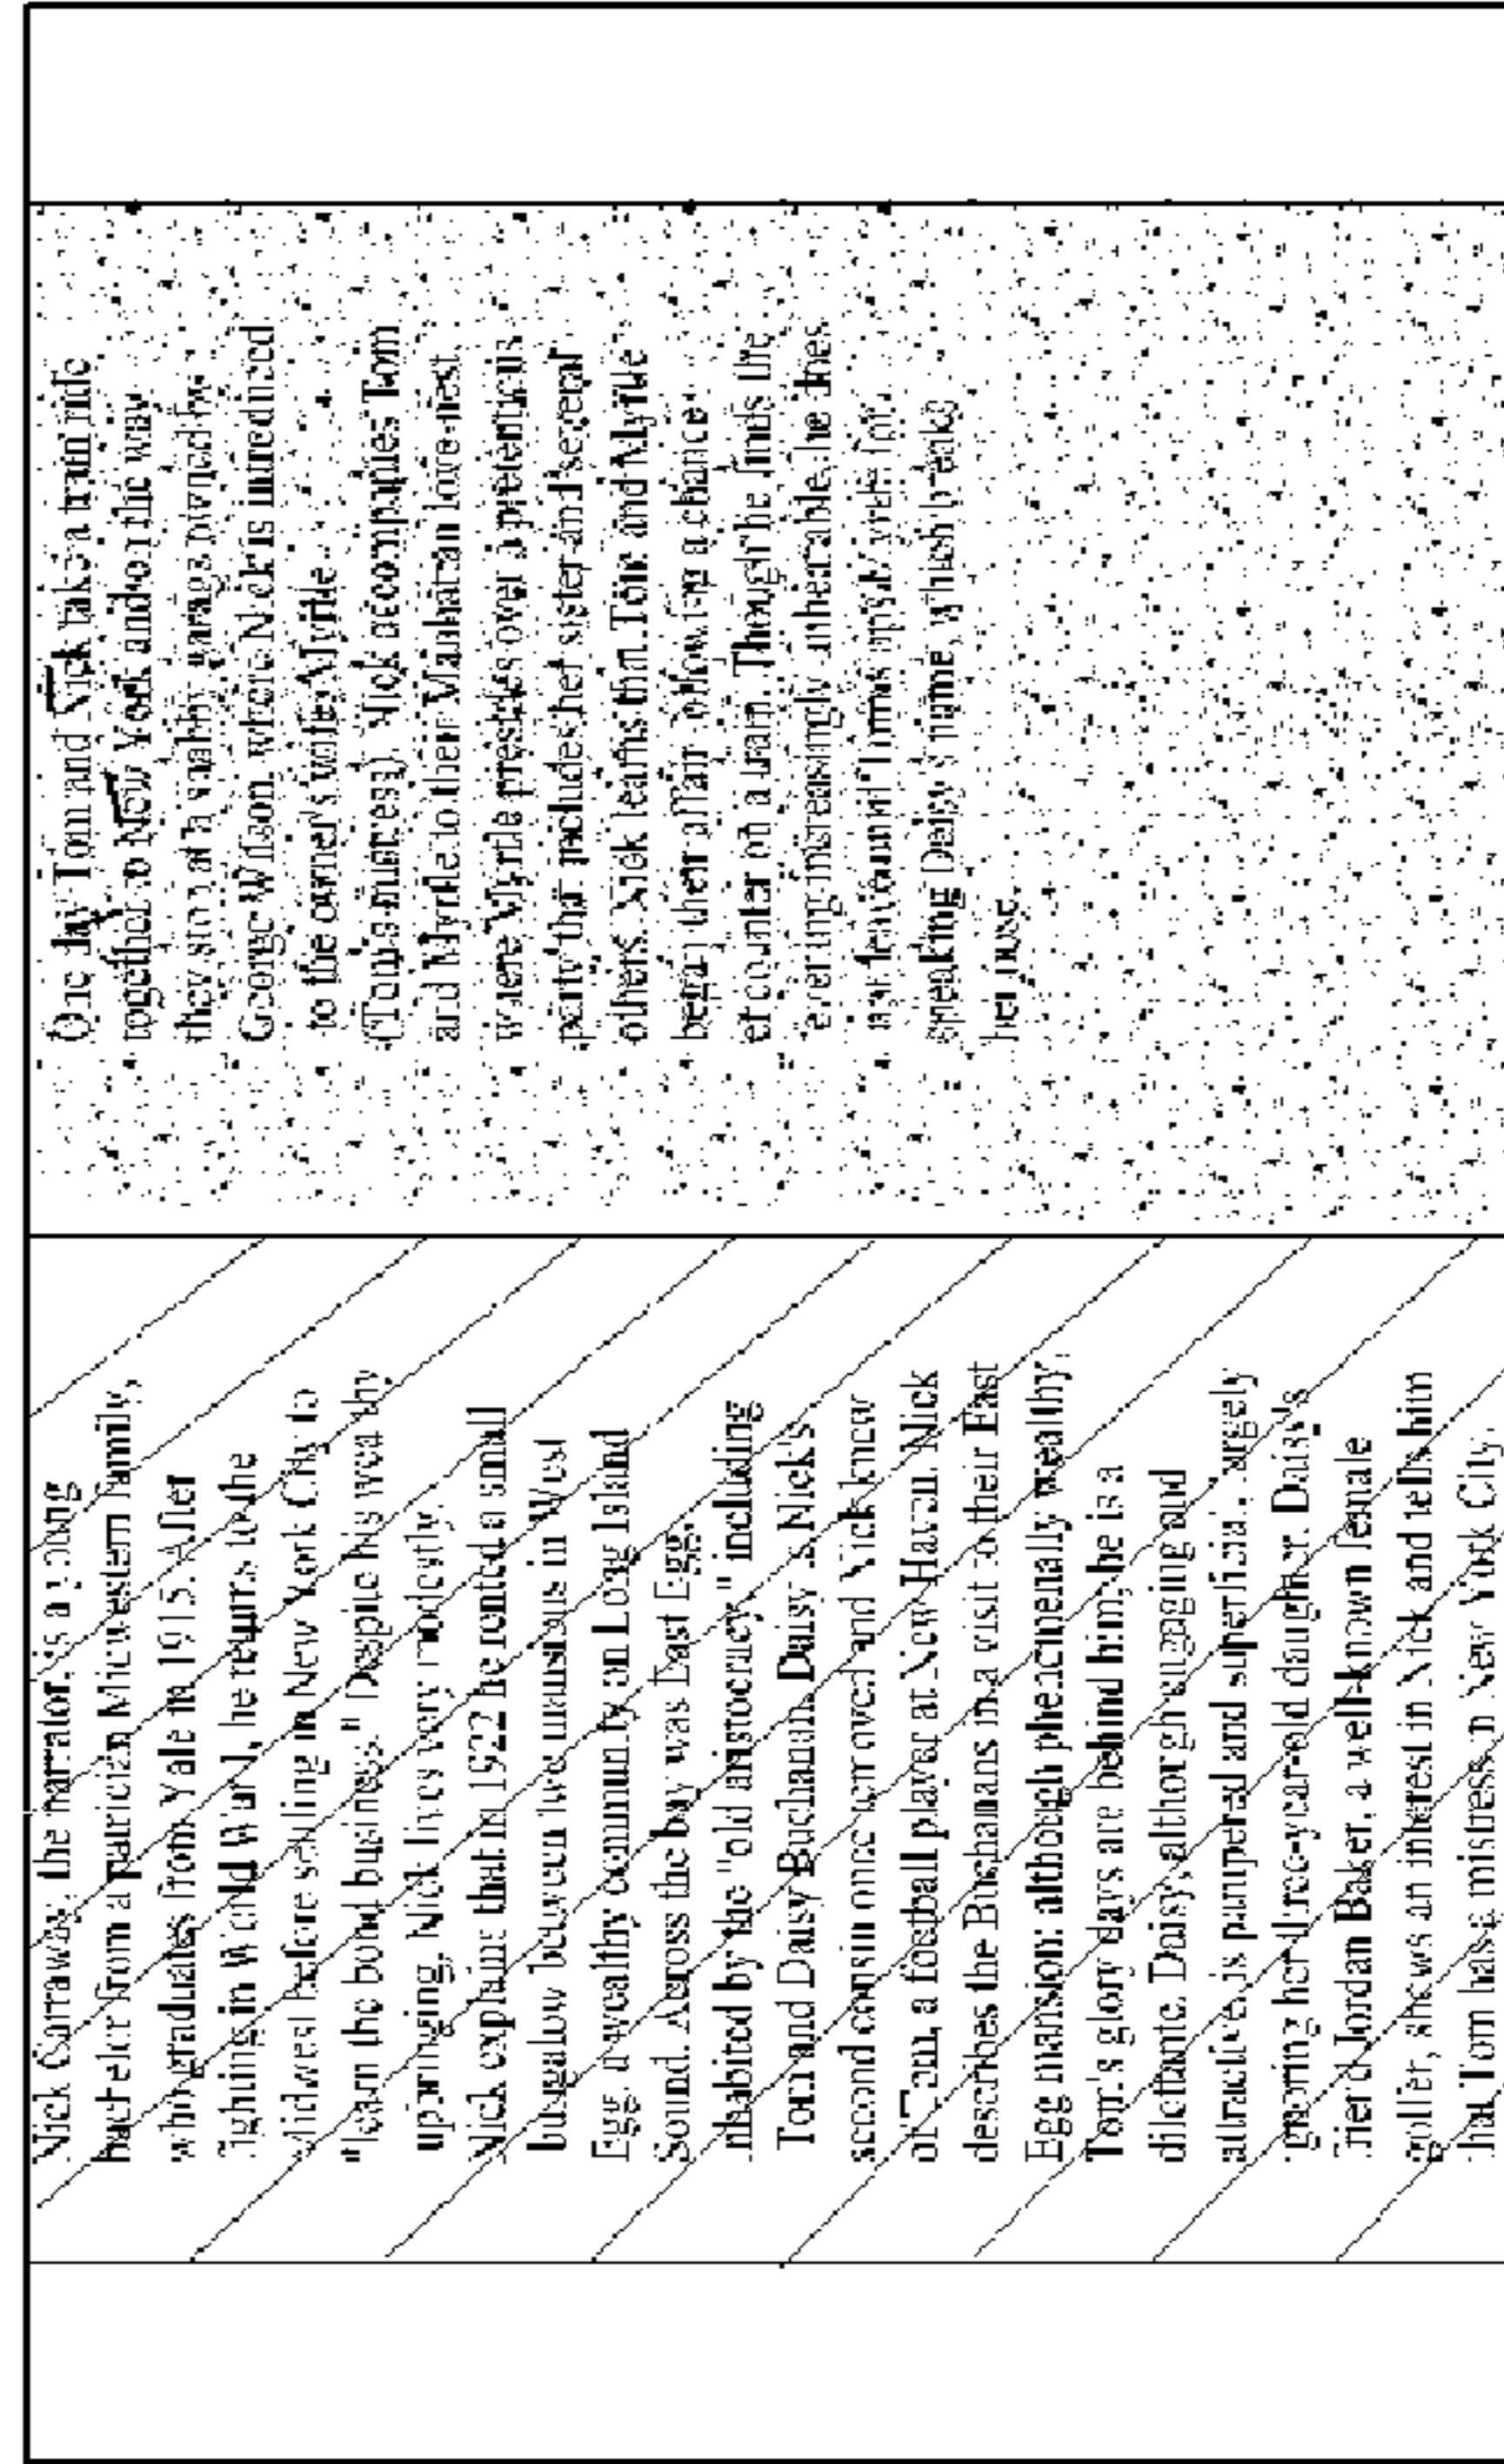 Nick Carraway, the narrator, is a young
bachelor from a patrician Midwestern family,
who graduates from Yale in 1915. After
fighting in World War I, he returns to the
Midwest before settling in New York City to
"learn the bond business." Despite his wealthy
upbringing, Nick lives very modestly.
Nick explains that in 1922 he rented a small
bungalow between two mansions in West
Egg, a wealthy community on Long Island
Sound. Across the bay was East Egg,
inhabited by the "old aristocracy" including
Tom and Daisy Buchanan. Daisy is Nick's
second cousin once removed and Nick knew
of Tom, a football player at New Haven. Nick
describes the Buchanans in a visit to their East
Egg mansion: although phenomenally wealthy,
Tom's glory days are behind him; he is a
dilettante. Daisy, although engaging and
attractive, is pampered and superficial, largely
ignoring her three-year-old daughter. Daisy's
friend Jordan Baker, a well-known female
golfer, shows an interest in Nick and tells him
that Tom has a mistress in New York City.
One day Tom and Nick take a train ride
together to New York and on the way
they stop at a shabby garage owned by
George Wilson, where Nick is introduced
to the owner's wife, Myrtle
(Tom's mistress). Nick accompanies Tom
and Myrtle to their Manhattan love-nest,
where Myrtle presides over a pretentious
party that includes her sister and several
others. Nick learns that Tom and Myrtle
began their affair following a chance
encounter on a train. Though he finds the
evening increasingly unbearable, he does
not leave until Tom is upset Myrtle for
speaking Daisy's name, which breaks
her nose.